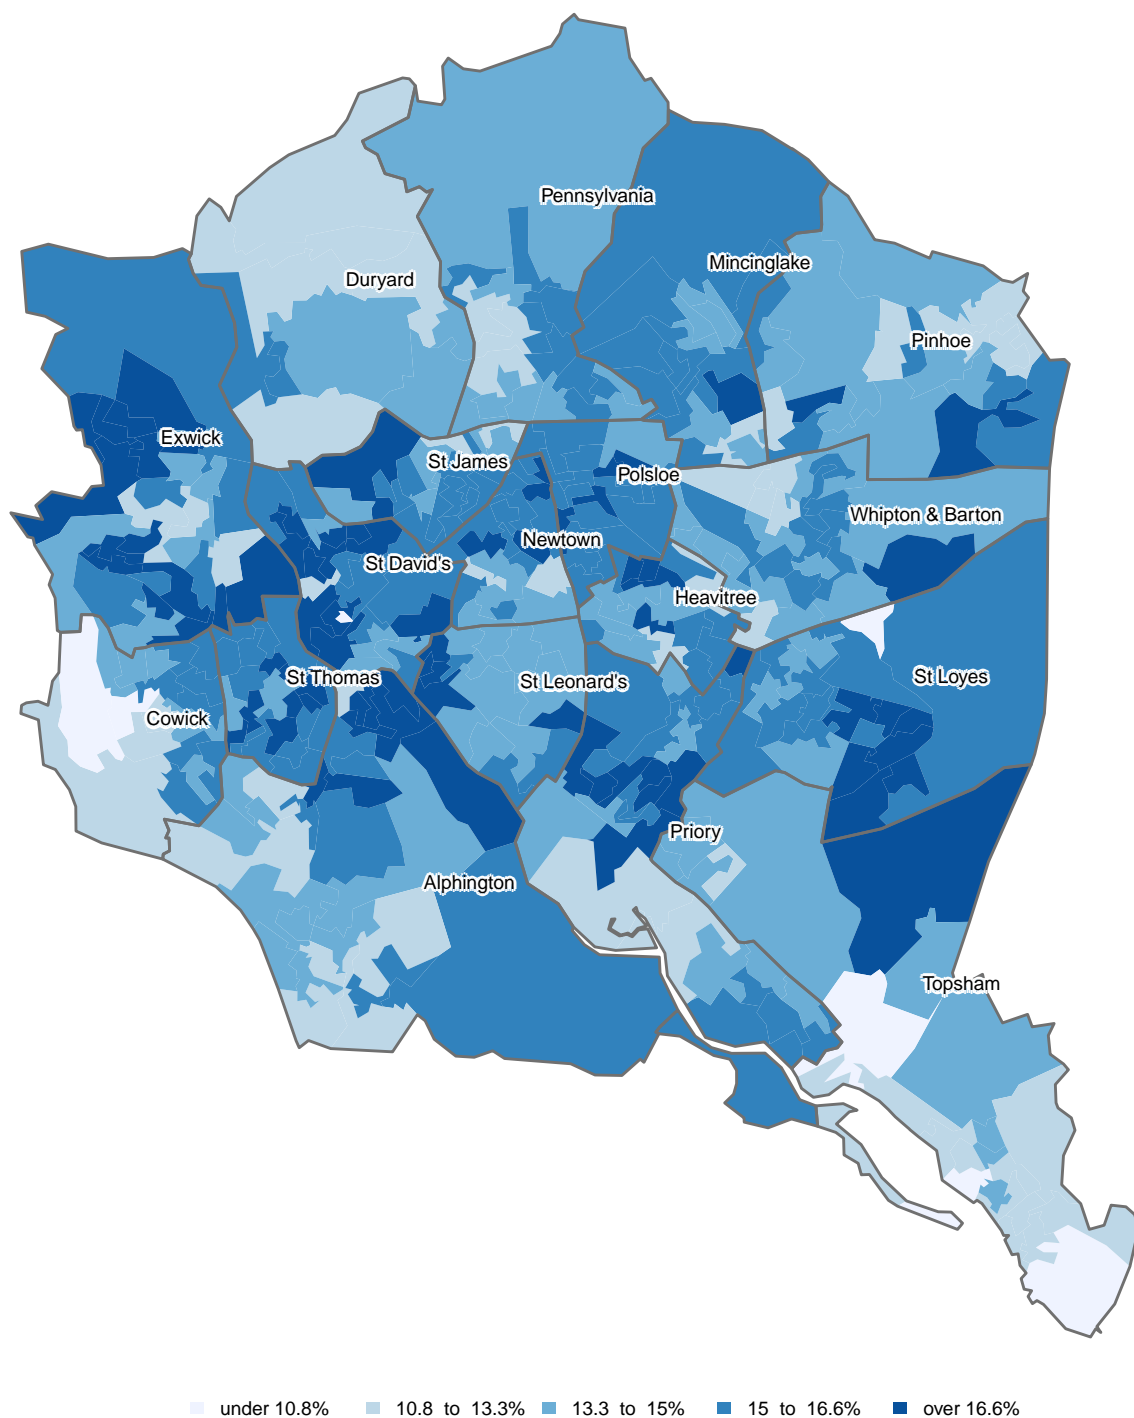 Pennsylvania
Mincinglake
Duryard
Pinhoe
Exwick
St James
Polsloe
Whipton & Barton
Newtown
St David's
Heavitree
St Thomas
St Leonard's
St Loyes
Cowick
Priory
Alphington
Topsham
under 10.8% 10.8 to 13.3% 13.3 to 15% 15 to 16.6% over 16.6%